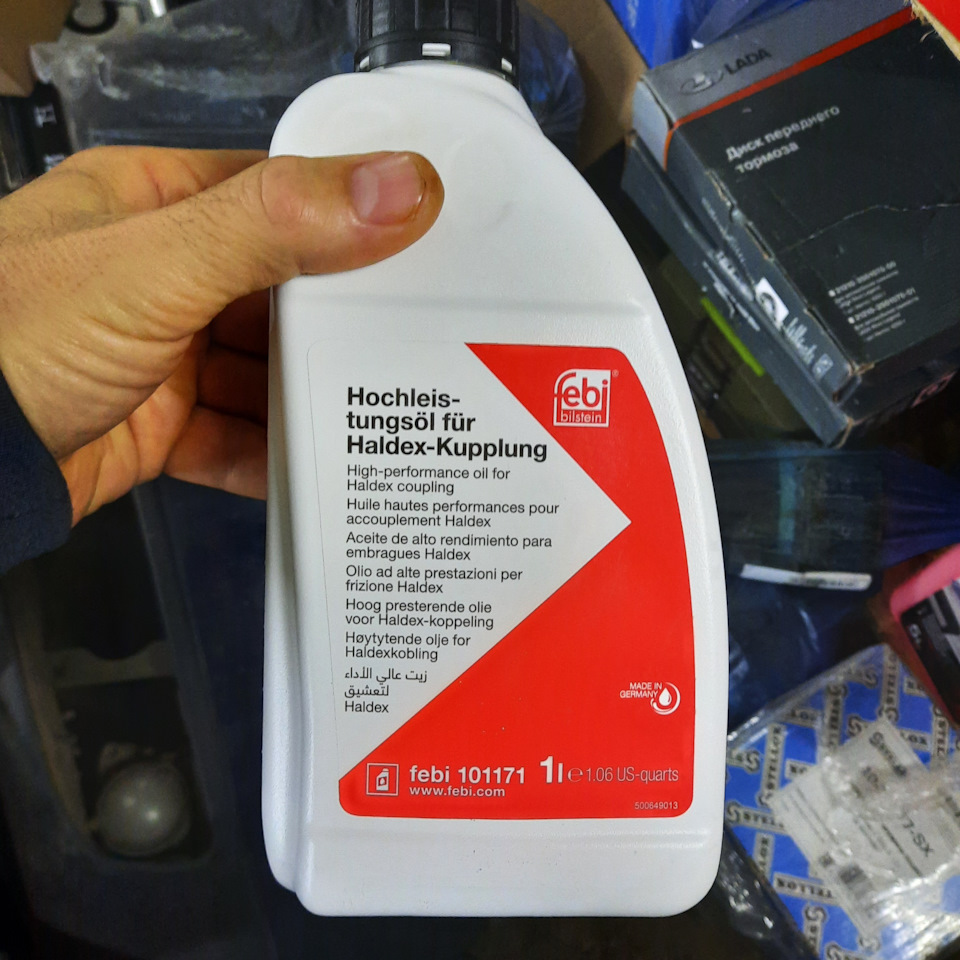 LADA
Диск переднего
тормоза
febi
®
bilstein
Hochleis-
tungsöl für
Haldex-Kupplung
High-performance oil for
Haldex coupling
Huile hautes performances pour
accouplement Haldex
Aceite de alto rendimiento para
embragues Haldex
Olio ad alte prestazioni per
frizione Haldex
Hoog presterende olie
voor Haldex-koppeling
Høytytende olje for
Haldexkobling
زيت عالي الأداء
لتعشيق
Haldex
MADE IN
GERMANY
febi 101171 1l ℮ 1.06 US-quarts
www.febi.com
500649013
STELLOX